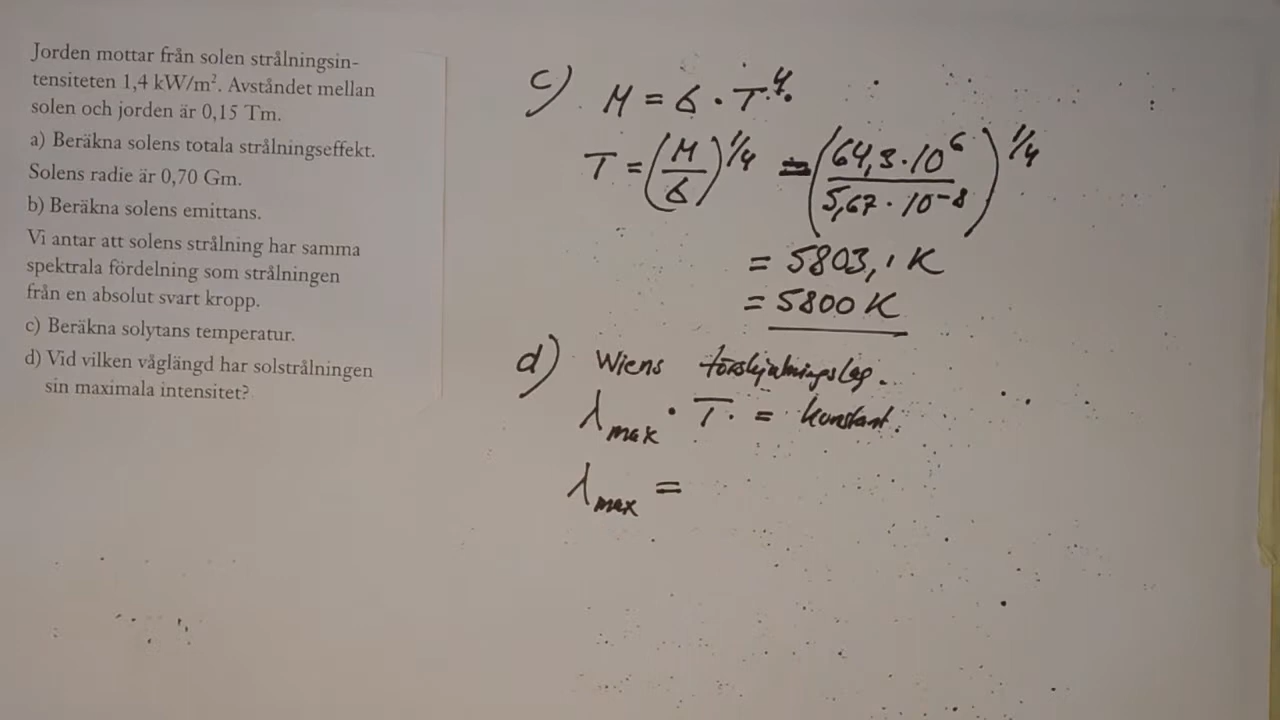 Jorden mottar från solen strålningsin-
tensiteten 1,4 kW/m². Avståndet mellan
solen och jorden är 0,15 Tm.
a) Beräkna solens totala strålningseffekt.
Solens radie är 0,70 Gm.
b) Beräkna solens emittans.
Vi antar att solens strålning har samma
spektrala fördelning som strålningen
från en absolut svart kropp.
c) Beräkna solytans temperatur.
d) Vid vilken våglängd har solstrålningen
sin maximala intensitet?
c) M = σ · T⁴.
T = (M/σ)^1/4 = (64,3 · 10⁶ / 5,67 · 10⁻⁸)^1/4
= 5803,1 K
= 5800 K
d) Wiens förskjutningslag.
λmax · T. = konstant.
λmax =